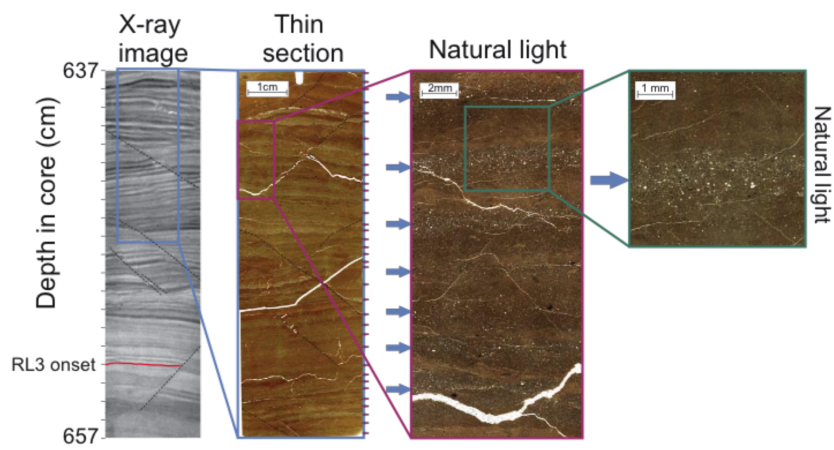 X-ray
image
Thin
section
Natural light
637
1cm
2mm
1 mm
Depth in core (cm)
Natural light
RL3 onset
657